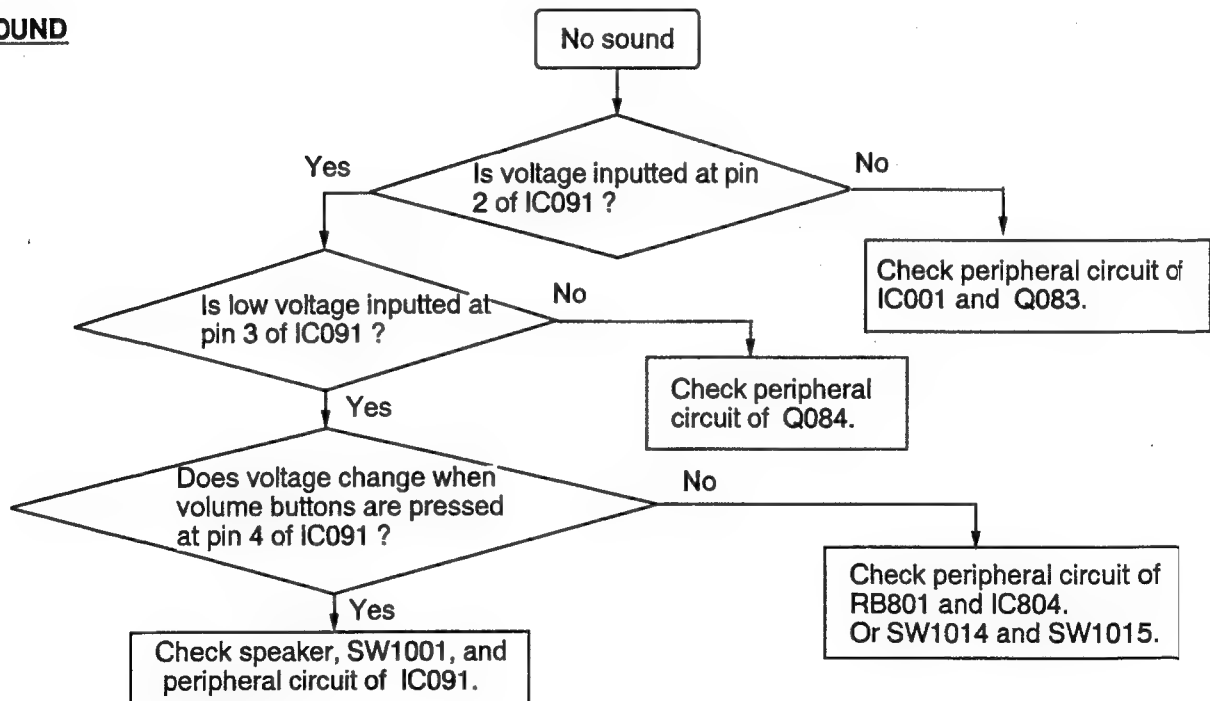 OUND
No sound
Yes
Is voltage inputted at pin
2 of IC091 ?
No
Check peripheral circuit of
IC001 and Q083.
Is low voltage inputted at
pin 3 of IC091 ?
No
Check peripheral
circuit of Q084.
Yes
Does voltage change when
volume buttons are pressed
at pin 4 of IC091 ?
No
Check peripheral circuit of
RB801 and IC804.
Or SW1014 and SW1015.
Yes
Check speaker, SW1001, and
peripheral circuit of IC091.